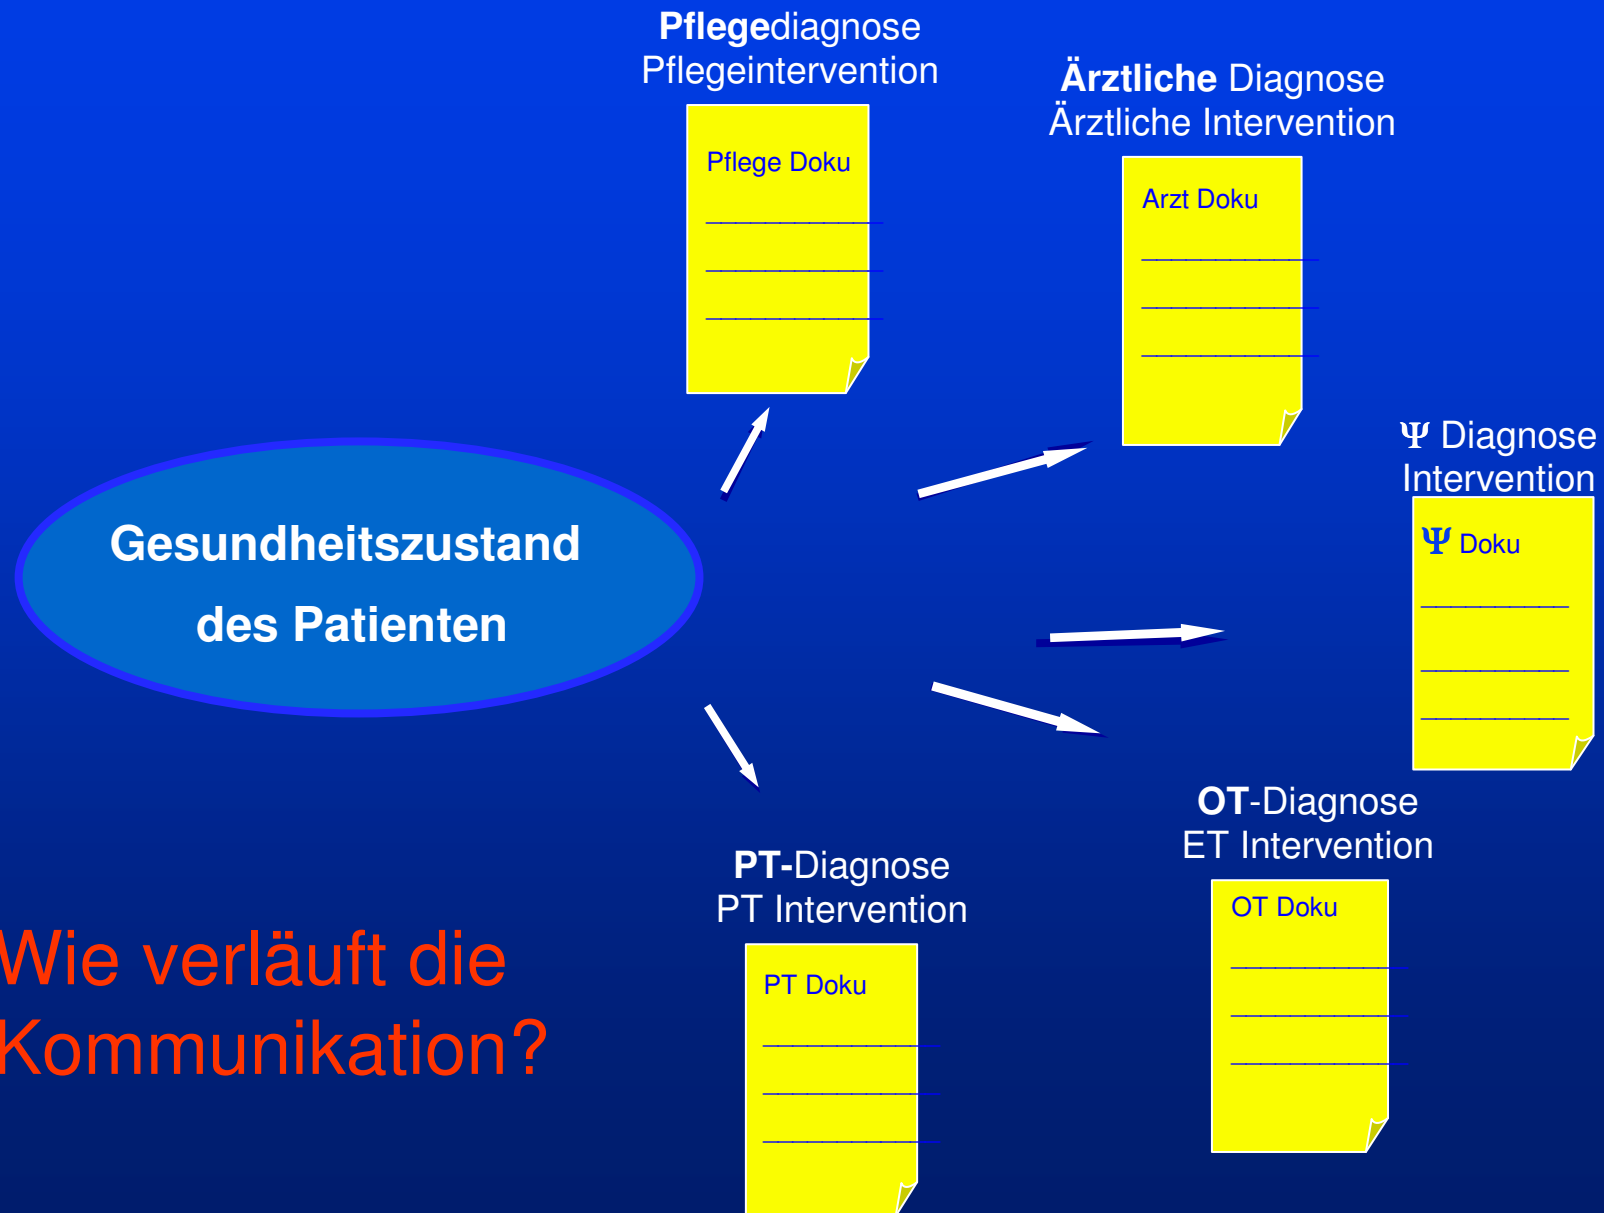 Pflegediagnose
Pflegeintervention
Pflege Doku
Ärztliche Diagnose
Ärztliche Intervention
Arzt Doku
Ψ Diagnose
Intervention
Ψ Doku
Gesundheitszustand
des Patienten
OT-Diagnose
ET Intervention
OT Doku
PT-Diagnose
PT Intervention
PT Doku
Wie verläuft die
Kommunikation?